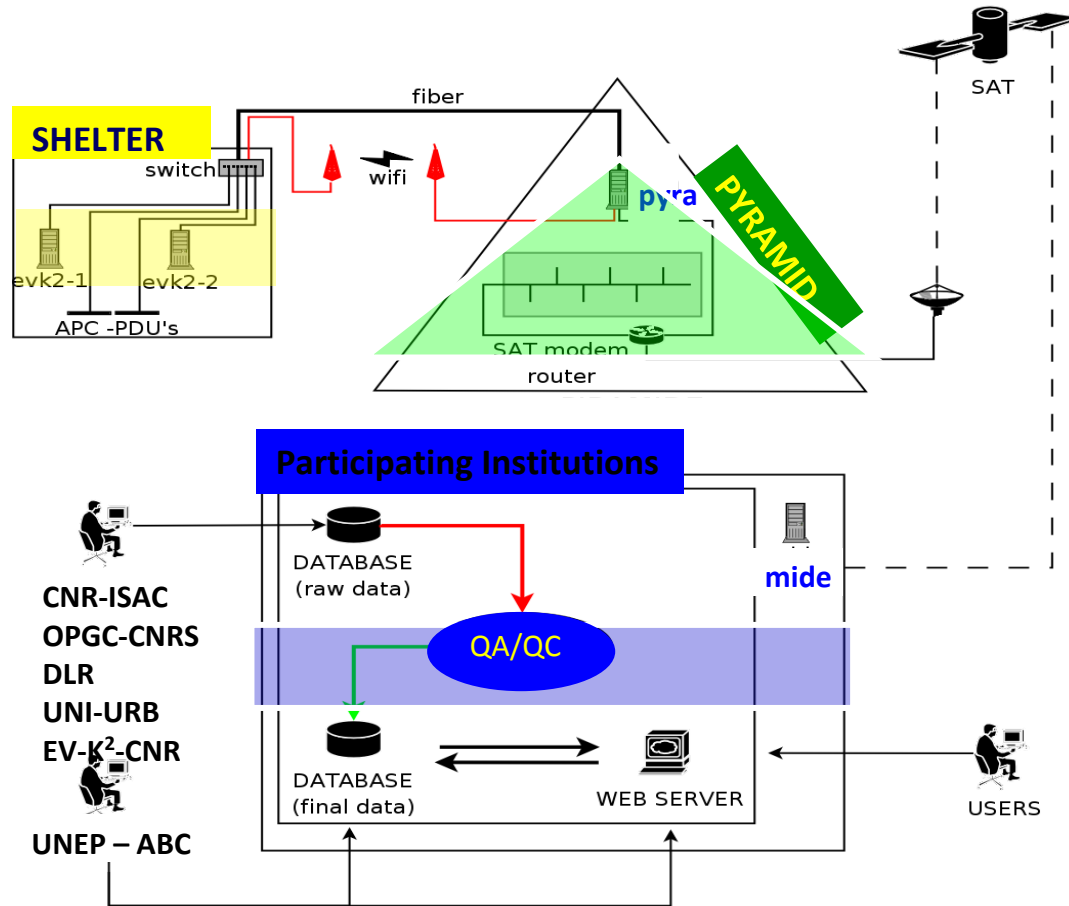 SAT
fiber
SHELTER
switch
wifi
pyra
PYRAMID
evk2-1
evk2-2
APC -PDU's
SAT modem
router
Participating Institutions
DATABASE
(raw data)
mide
CNR-ISAC
OPGC-CNRS
DLR
UNI-URB
EV-K²-CNR
QA/QC
DATABASE
(final data)
WEB SERVER
USERS
UNEP – ABC